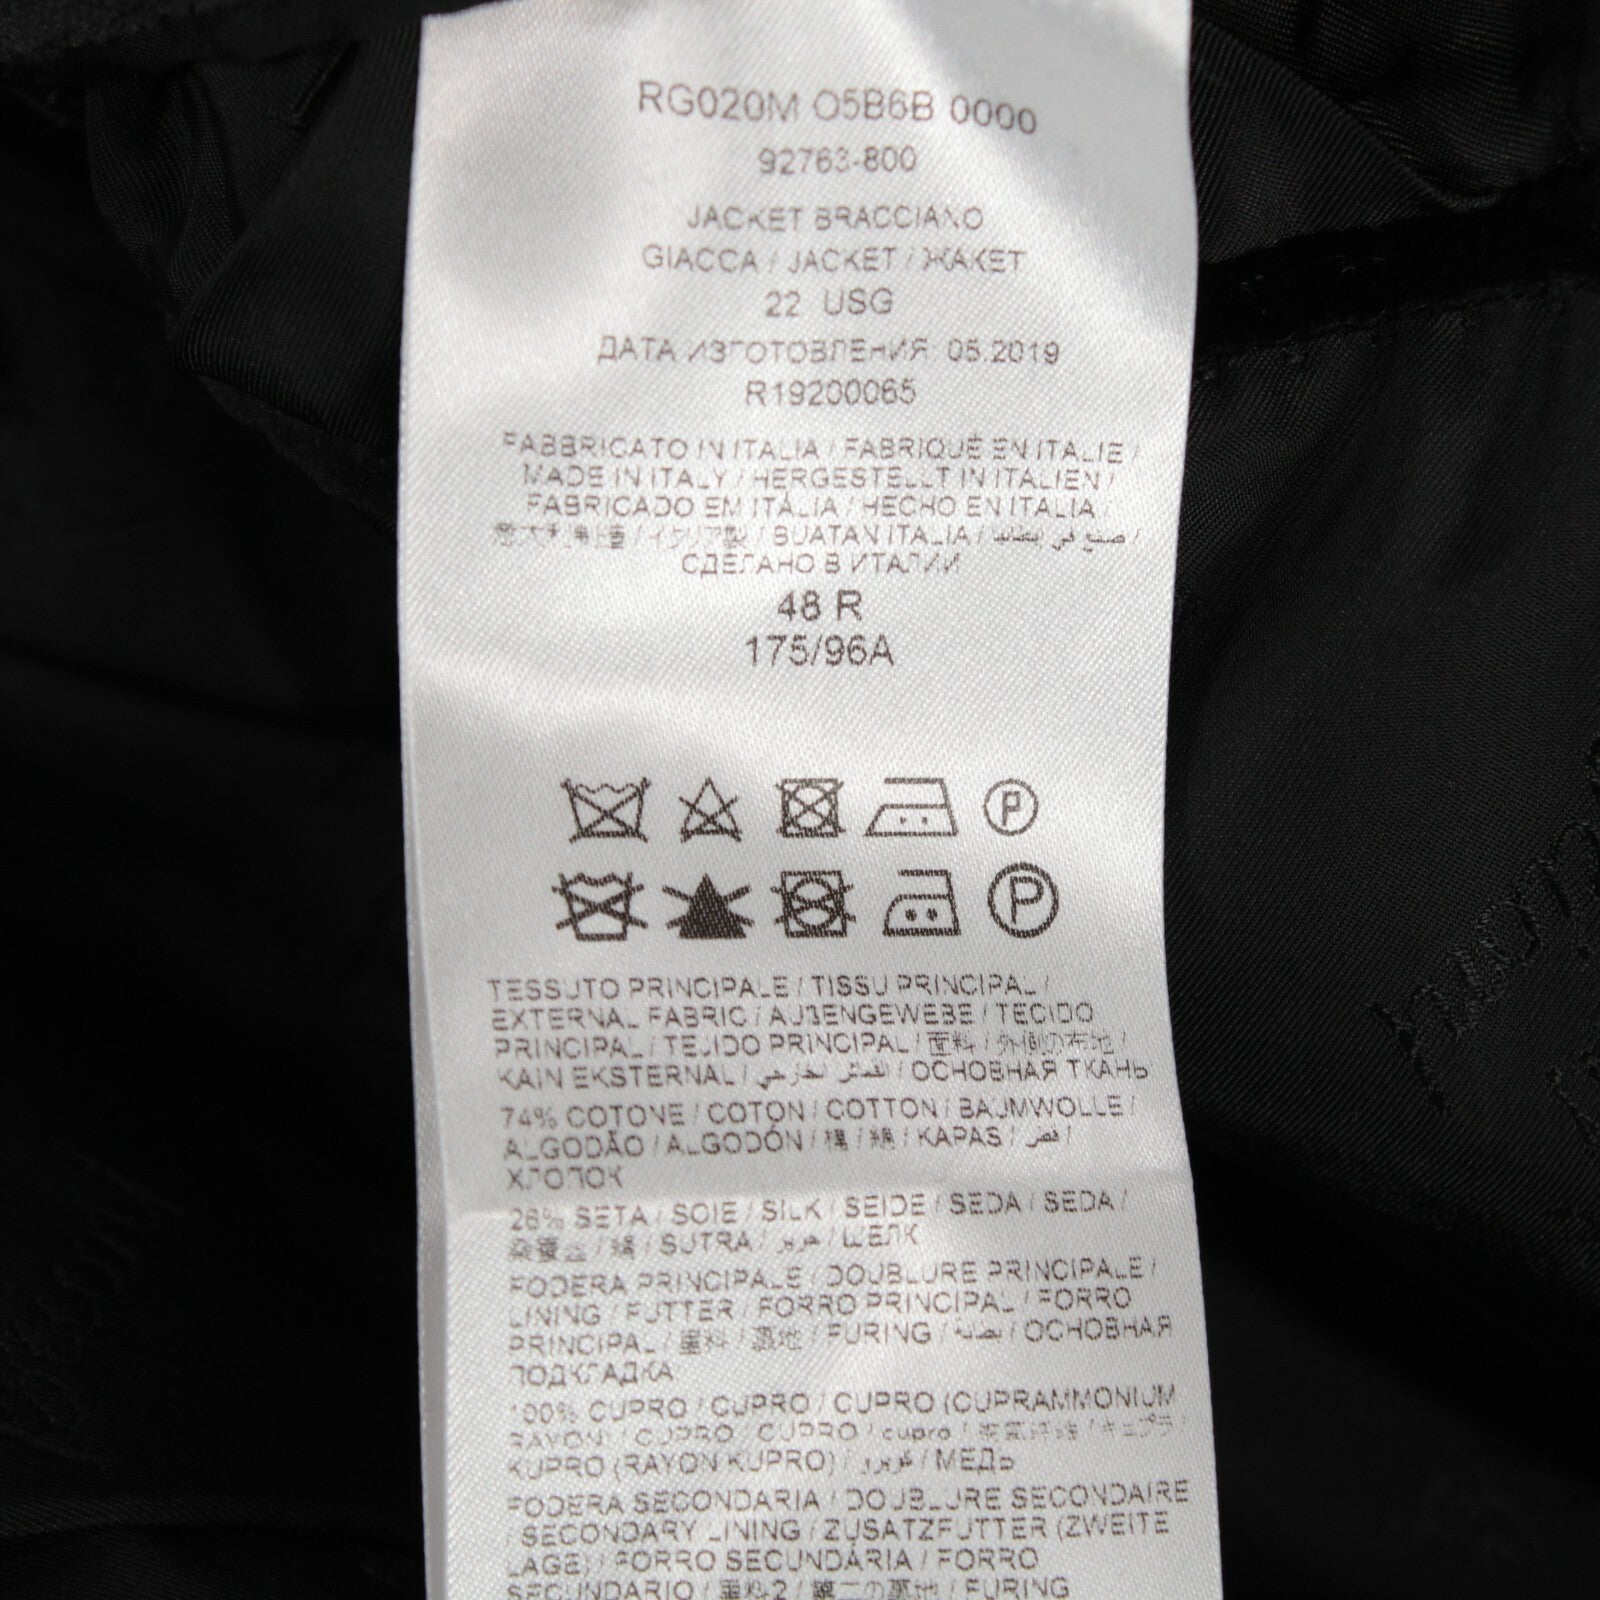 RG020M O5B6B 0000
92763-800
JACKET BRACCIANO
GIACCA / JACKET / ЖАКЕТ
22 USG
ДАТА ИЗГОТОВЛЕНИЯ: 05.2019
R19200065
FABBRICATO IN ITALIA / FABRIQUÉ EN ITALIE /
MADE IN ITALY / HERGESTELLT IN ITALIEN /
FABRICADO EM ITÁLIA / HECHO EN ITALIA /
意大利制造 / イタリア製 / BUATAN ITALIA / صنع في إيطاليا /
СДЕЛАНО В ИТАЛИИ
48 R
175/96A
P
P
TESSUTO PRINCIPALE / TISSU PRINCIPAL /
EXTERNAL FABRIC / AUßENGEWEBE / TECIDO
PRINCIPAL / TEJIDO PRINCIPAL / 面料 / 外側の布地 /
KAIN EKSTERNAL / القماش الخارجي / ОСНОВНАЯ ТКАНЬ
74% COTONE / COTON / COTTON / BAUMWOLLE /
ALGODÃO / ALGODÓN / 棉 / 綿 / KAPAS / قطن /
ХЛОПОК
26% SETA / SOIE / SILK / SEIDE / SEDA / SEDA /
桑蚕丝 / 絹 / SUTRA / حرير / ШЕЛК
FODERA PRINCIPALE / DOUBLURE PRINCIPALE /
LINING / FUTTER / FORRO PRINCIPAL / FORRO
PRINCIPAL / 里料 / 裏地 / FURING / بطانة / ОСНОВНАЯ
ПОДКЛАДКА
100% CUPRO / CUPRO / CUPRO (CUPRAMMONIUM
RAYON) / CUPRO / CUPRO / cupro / / キュプラ /
KUPRO (RAYON KUPRO) / / МЕДЬ
FODERA SECONDARIA / DOUBLURE SECONDAIRE
/ SECONDARY LINING / ZUSATZFUTTER (ZWEITE
LAGE) / FORRO SECUNDÁRIA / FORRO
SECUNDARIO / 里料2 / 第二の裏地 / FURING